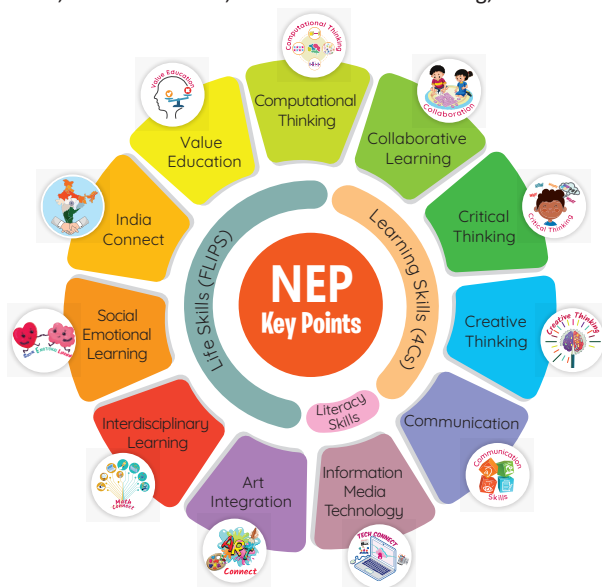 Computational Thinking
Computational
Thinking
Collaboration
Collaborative
Learning
Critical Thinking
Critical
Thinking
Creative Thinking
Creative
Thinking
Communication
Communication
Skills
Information
Media
Technology
TECH CONNECT
Art
Integration
ART
Connect
Interdisciplinary
Learning
Math
Connect
Social
Emotional
Learning
India
Connect
Value Education
Value
Education
Life Skills (FLIPS)
Learning Skills (4Cs)
Literacy
Skills
NEP
Key Points